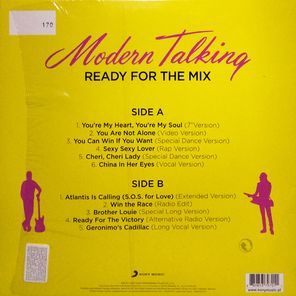 170
Modern Talking
READY FOR THE MIX
SIDE A
1. You're My Heart, You're My Soul (7" Version)
2. You Are Not Alone (Video Version)
3. You Can Win If You Want (Special Dance Version)
4. Sexy Sexy Lover (Rap Version)
5. Cheri, Cheri Lady (Special Dance Version)
6. China In Her Eyes (Vocal Version)
SIDE B
1. Atlantis Is Calling (S.O.S. for Love) (Extended Version)
2. Win the Race (Radio Edit)
3. Brother Louie (Special Long Version)
4. Ready For The Victory (Alternative Radio Version)
5. Geronimo's Cadillac (Long Vocal Version)
SONY MUSIC